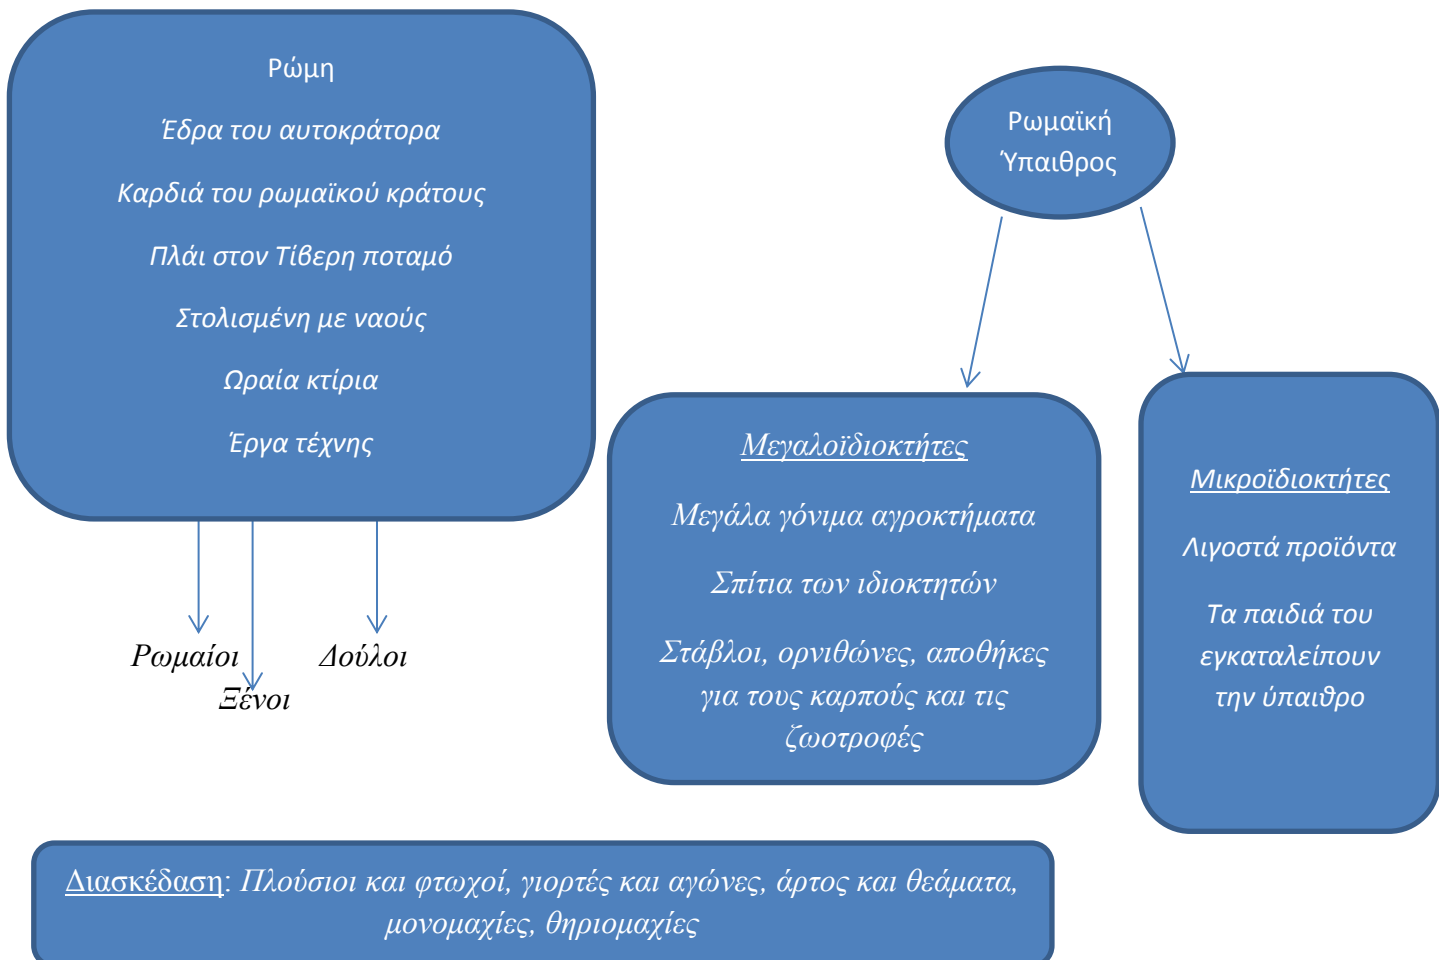 Ρώμη
Έδρα του αυτοκράτορα
Καρδιά του ρωμαϊκού κράτους
Πλάι στον Τίβερη ποταμό
Στολισμένη με ναούς
Ωραία κτίρια
Έργα τέχνης
Ρωμαίοι
Δούλοι
Ξένοι
Ρωμαϊκή
Ύπαιθρος
Μεγαλοϊδιοκτήτες
Μεγάλα γόνιμα αγροκτήματα
Σπίτια των ιδιοκτητών
Στάβλοι, ορνιθώνες, αποθήκες
για τους καρπούς και τις
ζωοτροφές
Μικροϊδιοκτήτες
Λιγοστά προϊόντα
Τα παιδιά του
εγκαταλείπουν
την ύπαιθρο
Διασκέδαση: Πλούσιοι και φτωχοί, γιορτές και αγώνες, άρτος και θεάματα,
μονομαχίες, θηριομαχίες